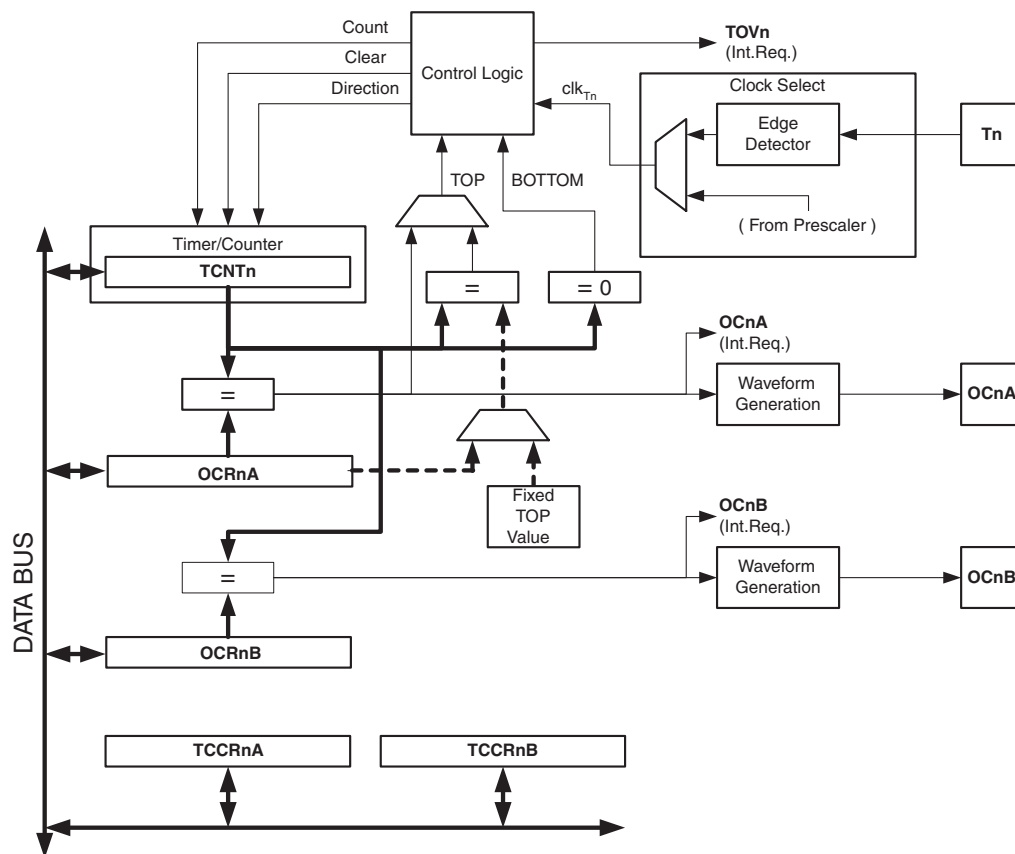 Count
Clear
Direction
Control Logic
TOVn
(Int.Req.)
clkTn
Clock Select
Edge
Detector
Tn
( From Prescaler )
TOP
BOTTOM
Timer/Counter
TCNTn
=
= 0
OCnA
(Int.Req.)
=
Waveform
Generation
OCnA
OCRnA
Fixed
TOP
Value
OCnB
(Int.Req.)
=
Waveform
Generation
OCnB
OCRnB
DATA BUS
TCCRnA
TCCRnB